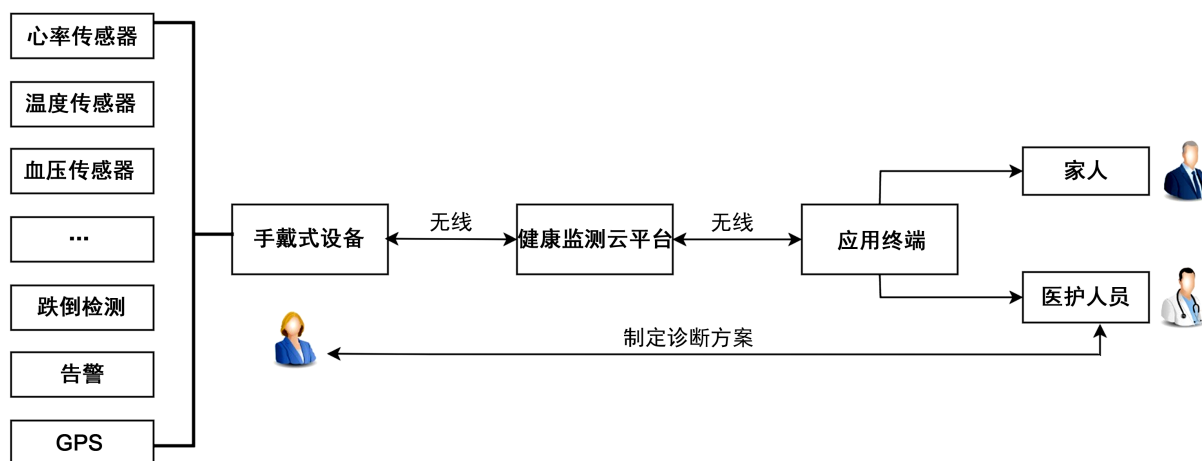 心率传感器
温度传感器
血压传感器
...
跌倒检测
告警
GPS
手戴式设备
无线
健康监测云平台
无线
应用终端
家人
医护人员
制定诊断方案